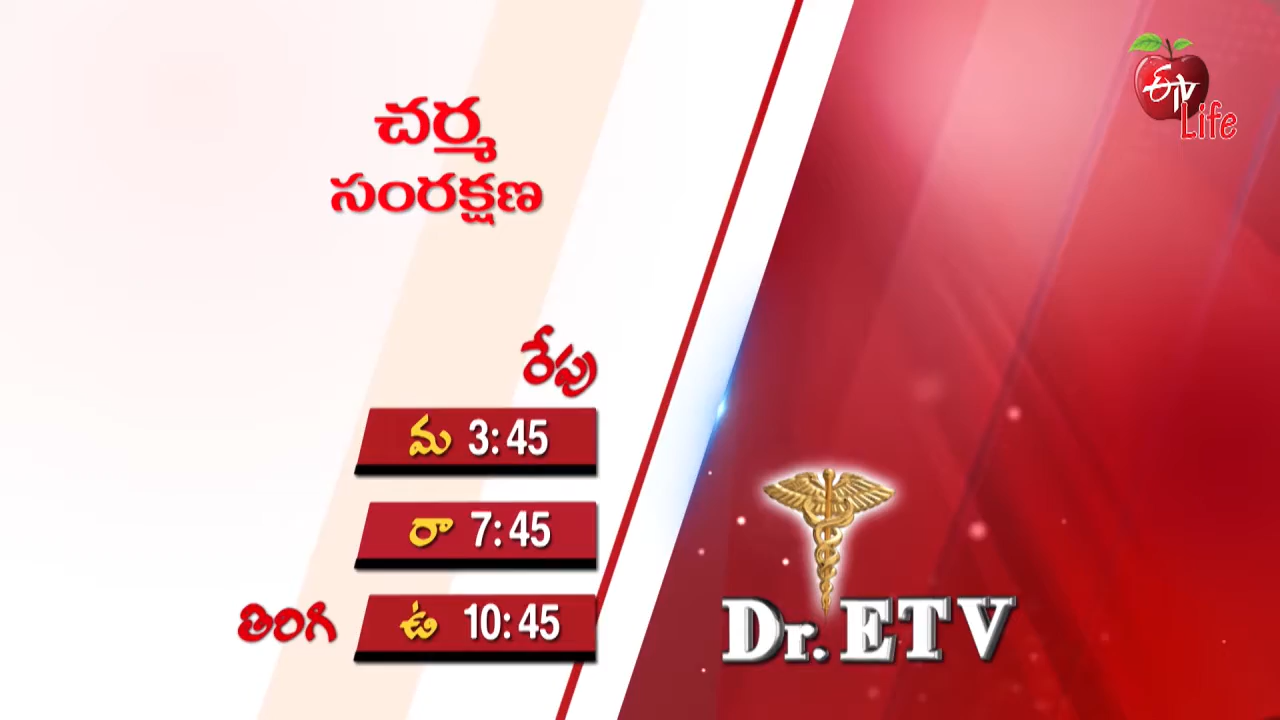 ETV
Life
చర్మ
సంరక్షణ
రేపు
మ 3:45
రా 7:45
తిరిగి ఉ 10:45
Dr. ETV